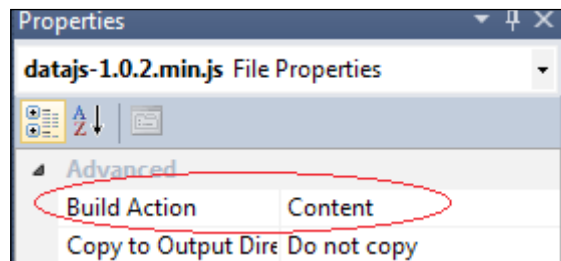 Properties
datajs-1.0.2.min.js File Properties
A Z
Advanced
Build Action Content
Copy to Output Dire Do not copy